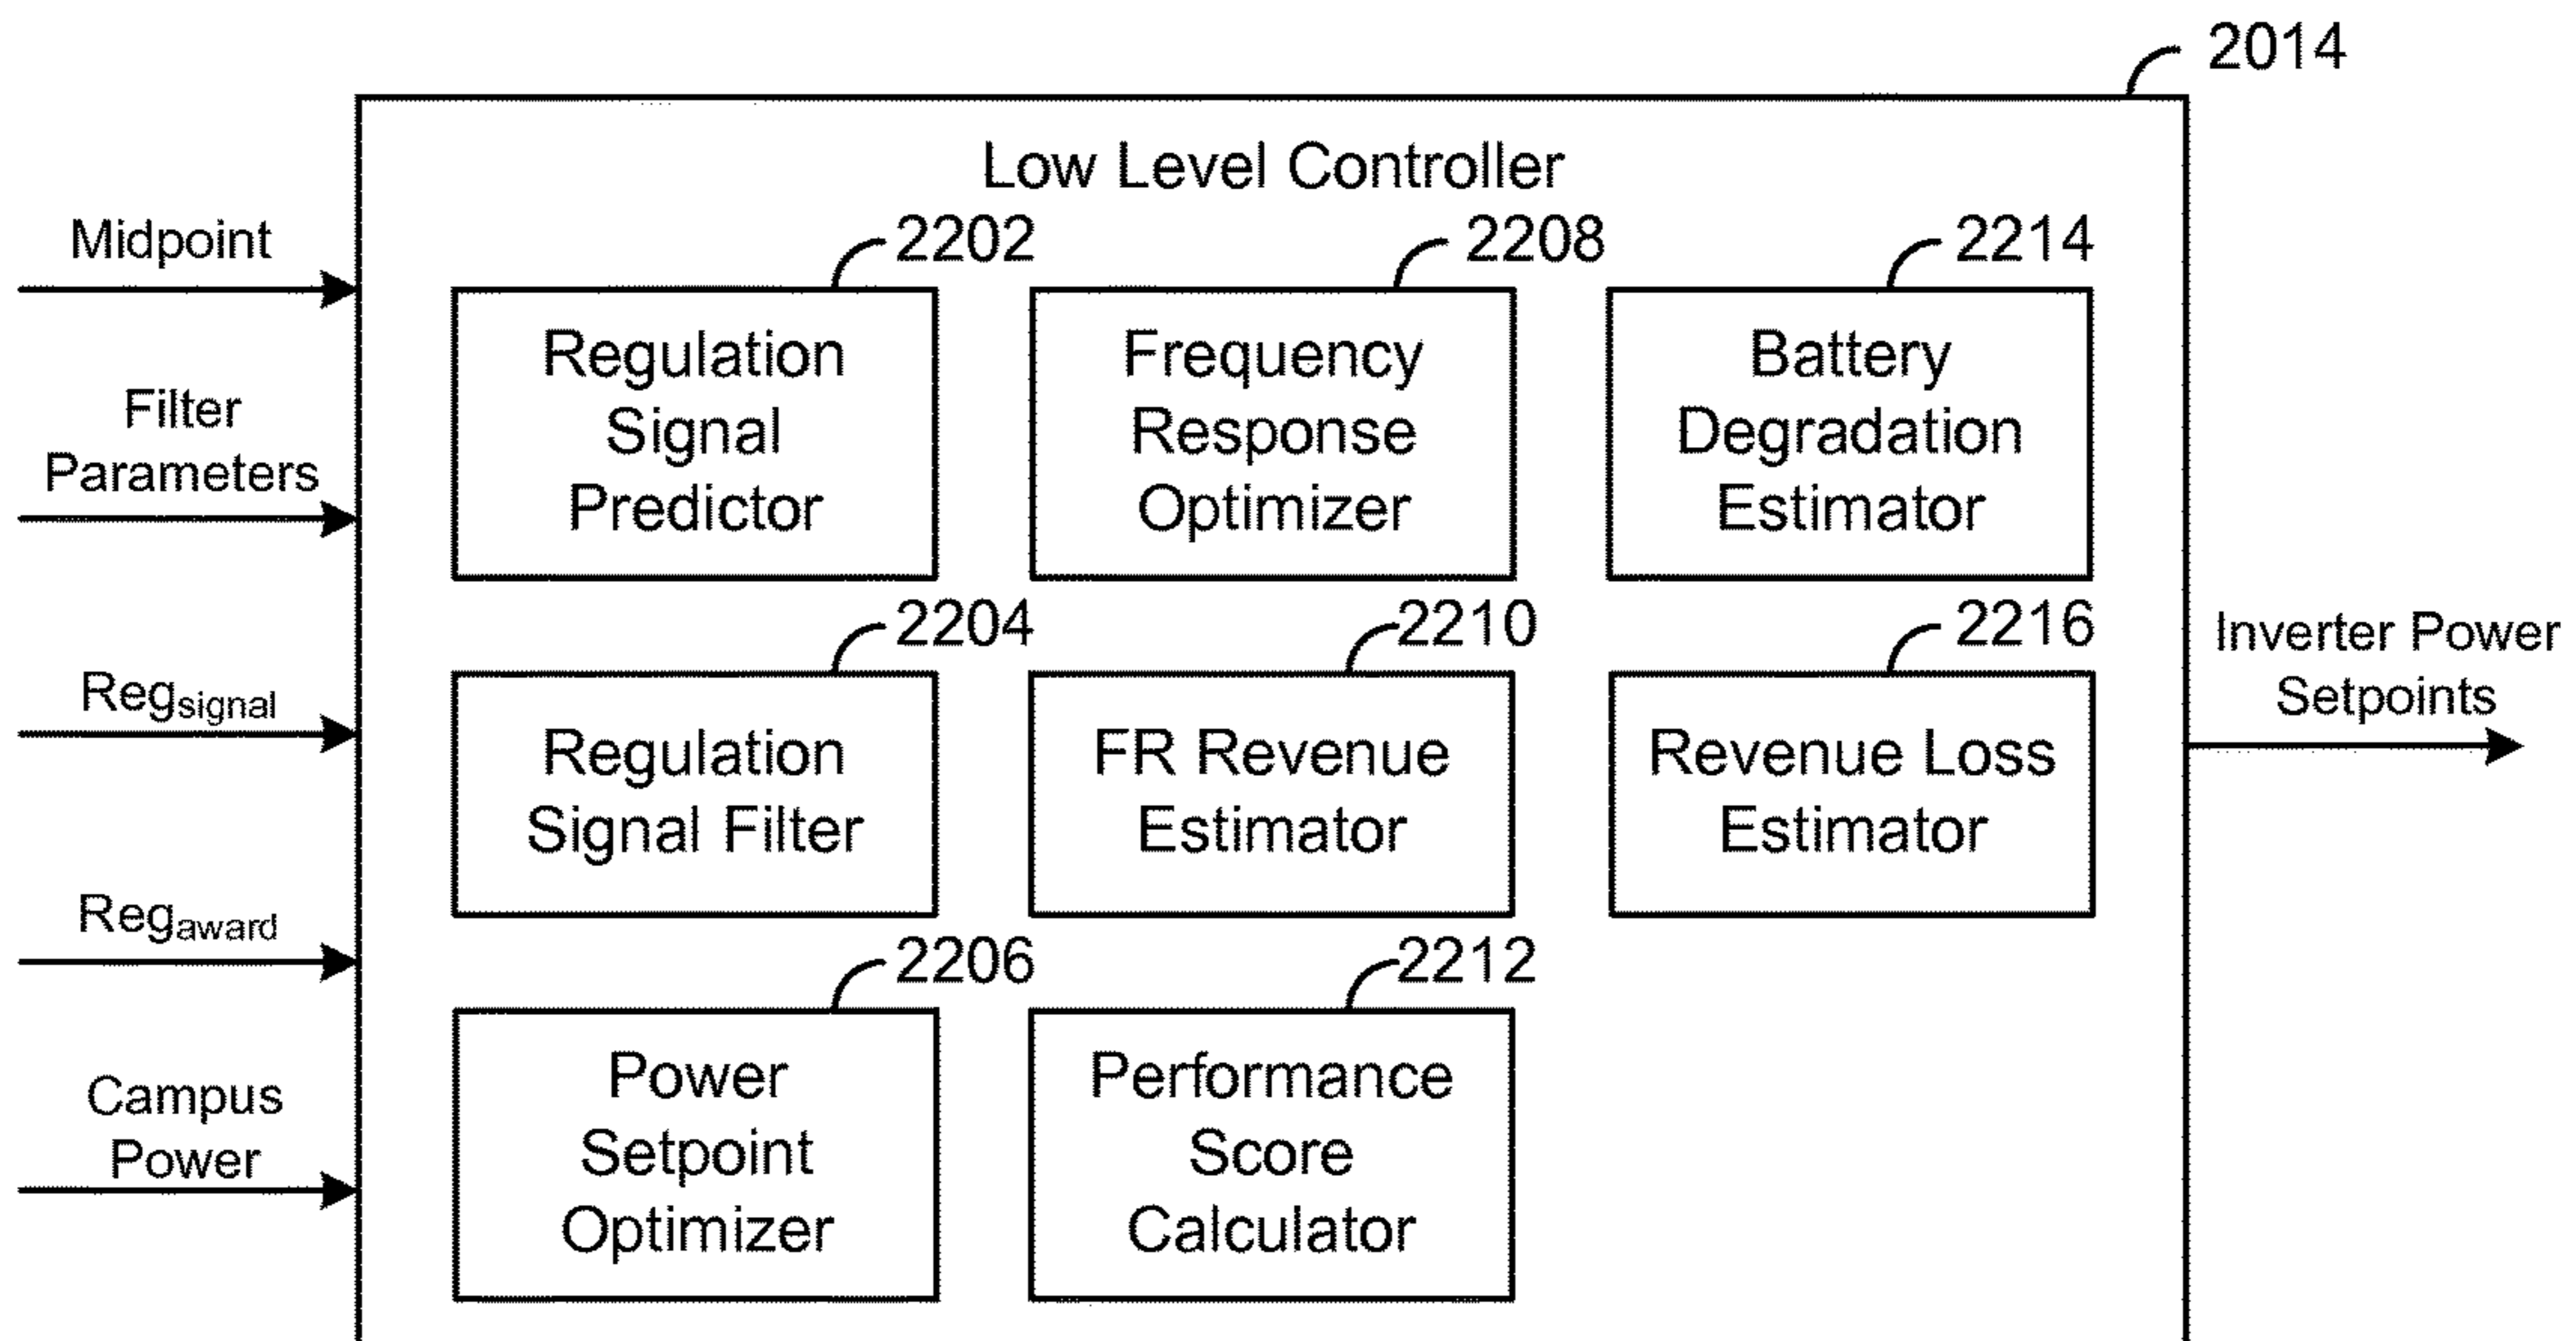 2014
Low Level Controller
Midpoint
Filter
Parameters
Reg_signal
Reg_award
Campus
Power
2202
Regulation
Signal
Predictor
2208
Frequency
Response
Optimizer
2214
Battery
Degradation
Estimator
2204
Regulation
Signal Filter
2210
FR Revenue
Estimator
2216
Revenue Loss
Estimator
2206
Power
Setpoint
Optimizer
2212
Performance
Score
Calculator
Inverter Power
Setpoints